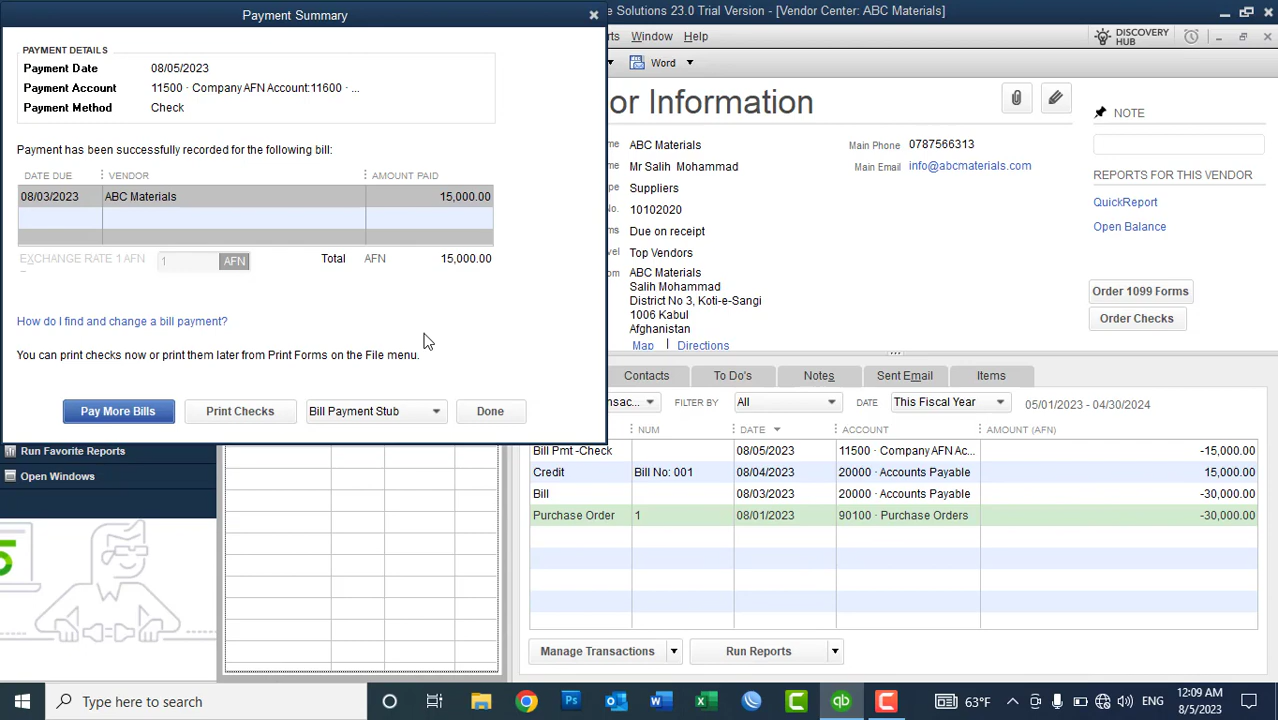 Payment Summary
e Solutions 23.0 Trial Version - [Vendor Center: ABC Materials]
PAYMENT DETAILS
Payment Date 08/05/2023
Payment Account 11500 · Company AFN Account:11600 · ...
Payment Method Check
Payment has been successfully recorded for the following bill:
DATE DUE VENDOR AMOUNT PAID
08/03/2023 ABC Materials 15,000.00
EXCHANGE RATE 1 AFN 1 AFN Total AFN 15,000.00
How do I find and change a bill payment?
You can print checks now or print them later from Print Forms on the File menu.
Pay More Bills Print Checks Bill Payment Stub Done
rts Window Help
DISCOVERY
HUB
Word
or Information
me ABC Materials
me Mr Salih Mohammad
pe Suppliers
No. 10102020
ms Due on receipt
vel Top Vendors
om ABC Materials
Salih Mohammad
District No 3, Koti-e-Sangi
1006 Kabul
Afghanistan
Map | Directions
Main Phone 0787566313
Main Email info@abcmaterials.com
NOTE
REPORTS FOR THIS VENDOR
QuickReport
Open Balance
Order 1099 Forms
Order Checks
Contacts To Do's Notes Sent Email Items
ansac... FILTER BY All DATE This Fiscal Year 05/01/2023 - 04/30/2024
NUM DATE ACCOUNT AMOUNT (AFN)
Bill Pmt -Check 08/05/2023 11500 · Company AFN Ac... -15,000.00
Credit Bill No: 001 08/04/2023 20000 · Accounts Payable 15,000.00
Bill 08/03/2023 20000 · Accounts Payable -30,000.00
Purchase Order 1 08/01/2023 90100 · Purchase Orders -30,000.00
Manage Transactions Run Reports
Run Favorite Reports
Open Windows
5
Type here to search
Ps
qb
C
C
63°F
ENG
12:09 AM
8/5/2023